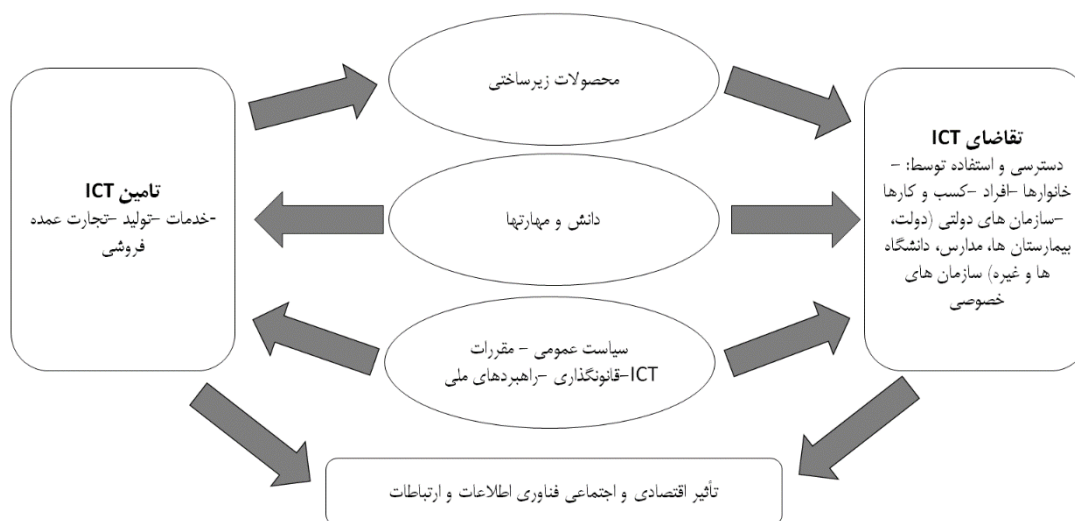 محصولات زیرساختی
تقاضای ICT
دسترسی و استفاده توسط: –
خانوارها –افراد –کسب و کارها
–سازمان های دولتی (دولت،
بیمارستان ها، مدارس، دانشگاه
ها و غیره) سازمان های
خصوصی
تامین ICT
-خدمات –تولید –تجارت عمده
فروشی
دانش و مهارتها
سیاست عمومی – مقررات
ICT–قانونگذاری –راهبردهای ملی
تأثیر اقتصادی و اجتماعی فناوری اطلاعات و ارتباطات